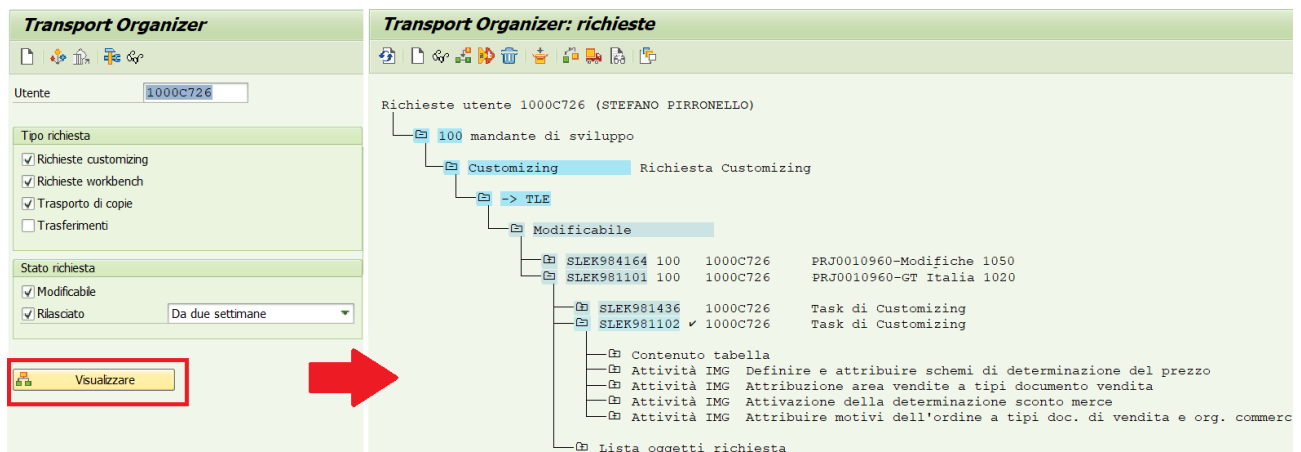 Transport Organizer
Utente 1000C726
Tipo richiesta
Richieste customizing
Richieste workbench
Trasporto di copie
Trasferimenti
Stato richiesta
Modificabile
Rilasciato Da due settimane
Visualizzare
Transport Organizer: richieste
Richieste utente 1000C726 (STEFANO PIRRONELLO)
100 mandante di sviluppo
Customizing Richiesta Customizing
-> TLE
Modificabile
SLEK984164 100 1000C726 PRJ0010960-Modifiche 1050
SLEK981101 100 1000C726 PRJ0010960-GT Italia 1020
SLEK981436 1000C726 Task di Customizing
SLEK981102 ✔ 1000C726 Task di Customizing
Contenuto tabella
Attività IMG Definire e attribuire schemi di determinazione del prezzo
Attività IMG Attribuzione area vendite a tipi documento vendita
Attività IMG Attivazione della determinazione sconto merce
Attività IMG Attribuire motivi dell'ordine a tipi doc. di vendita e org. commerc
Lista oggetti richiesta